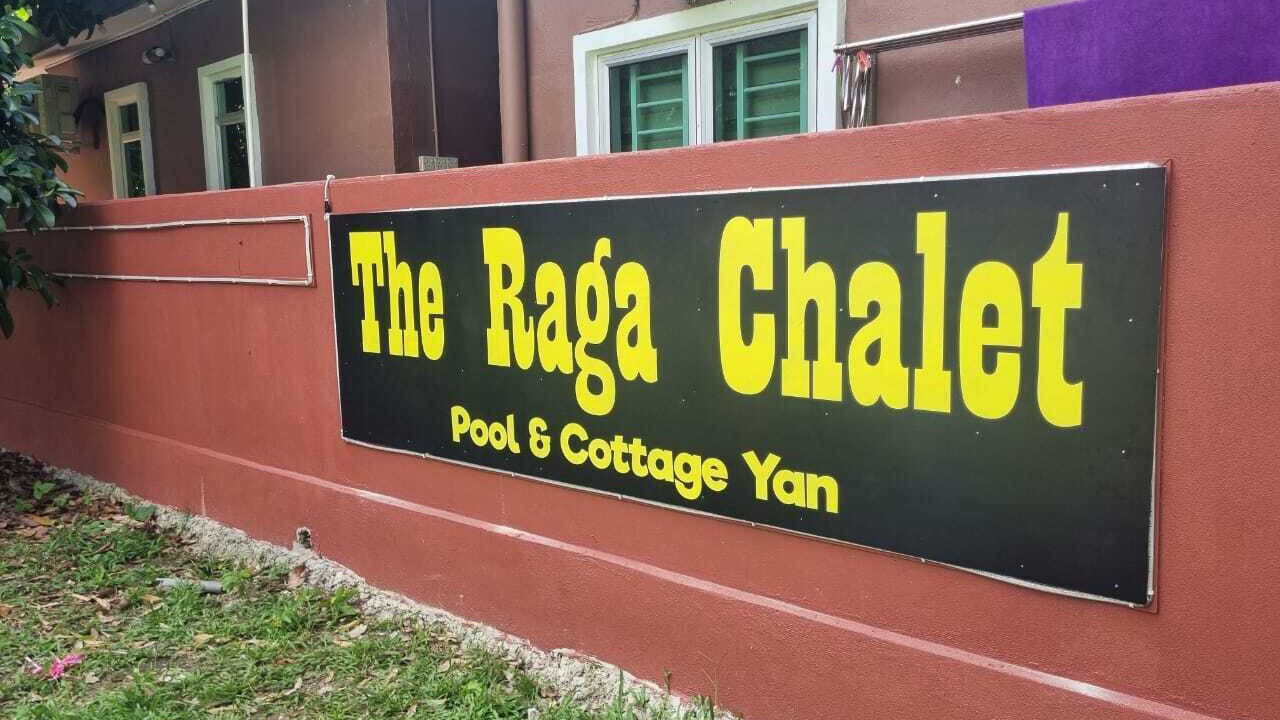 The Raga Chalet
Pool & Cottage Yan